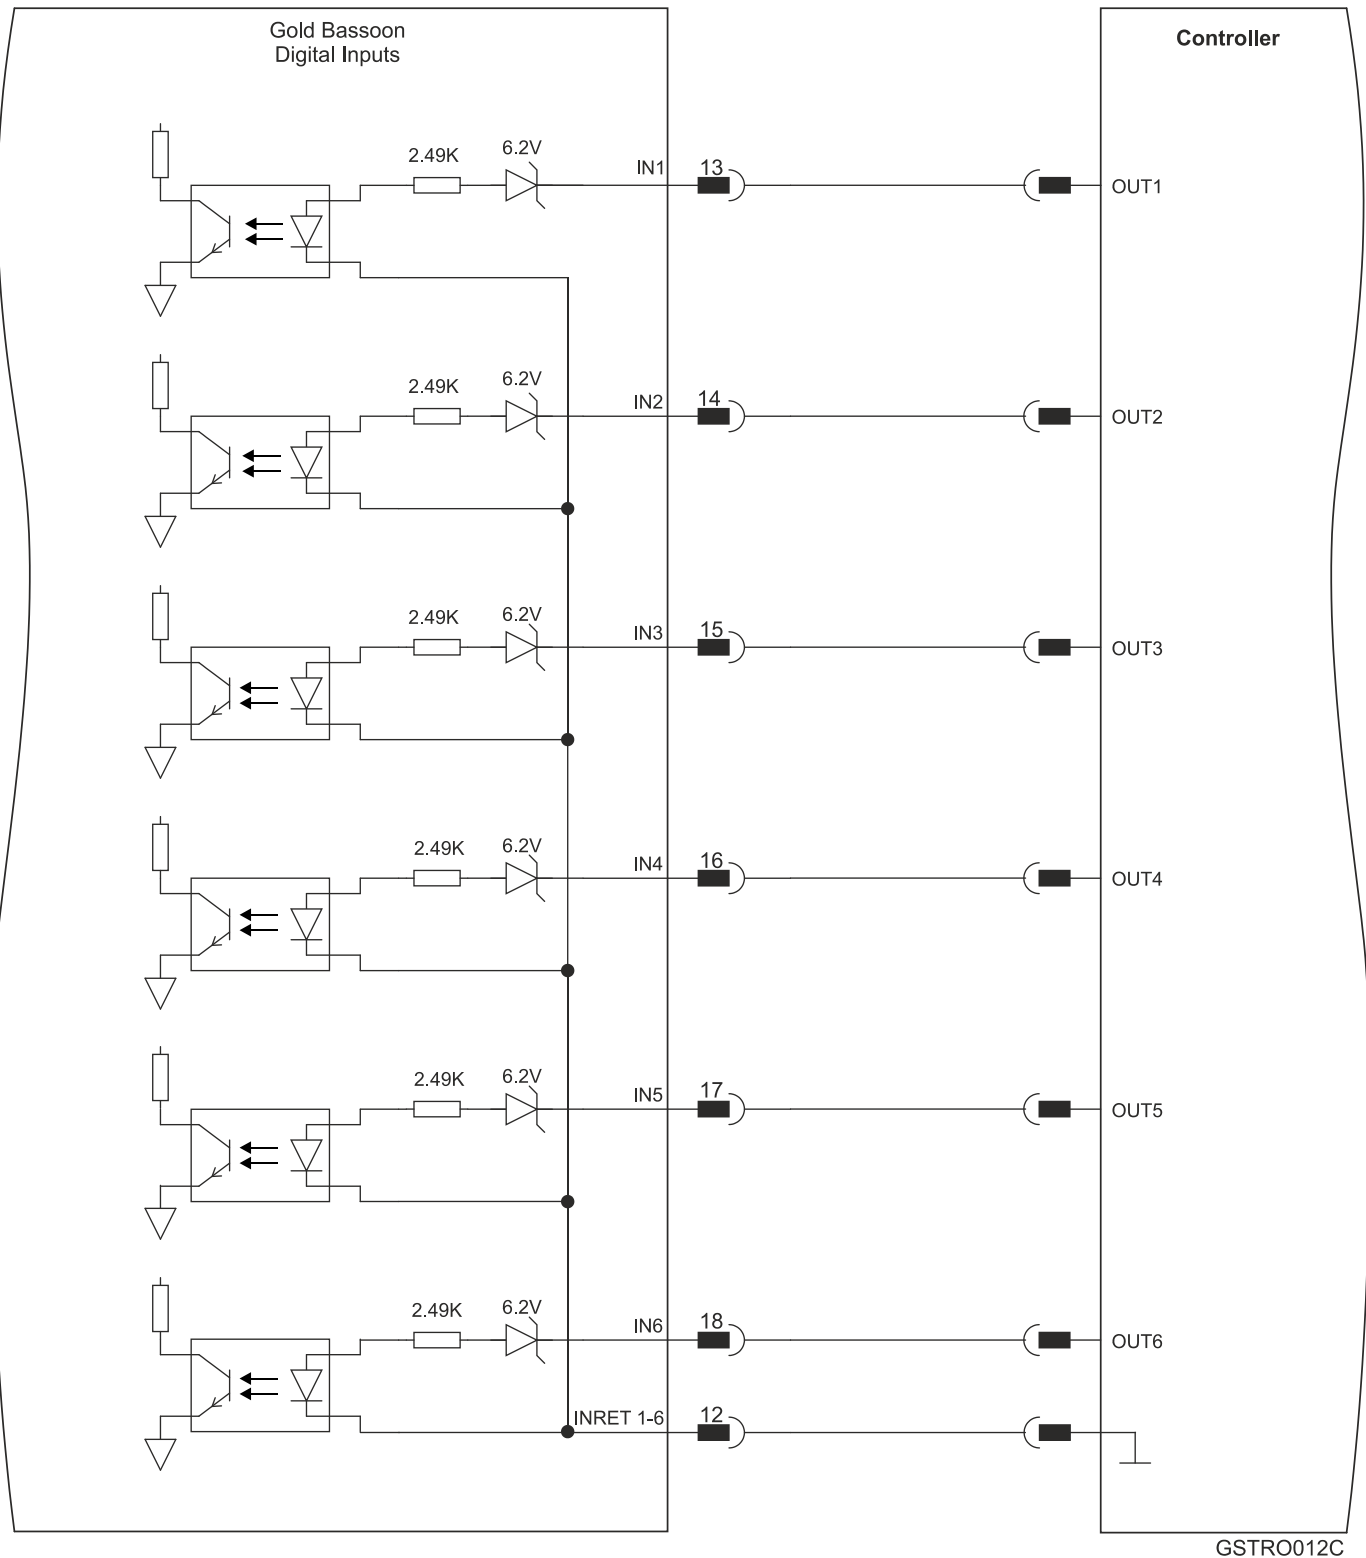 Gold Bassoon
Digital Inputs
Controller
2.49K 6.2V IN1 13 OUT1
2.49K 6.2V IN2 14 OUT2
2.49K 6.2V IN3 15 OUT3
2.49K 6.2V IN4 16 OUT4
2.49K 6.2V IN5 17 OUT5
2.49K 6.2V IN6 18 OUT6
INRET 1-6 12
GSTRO012C